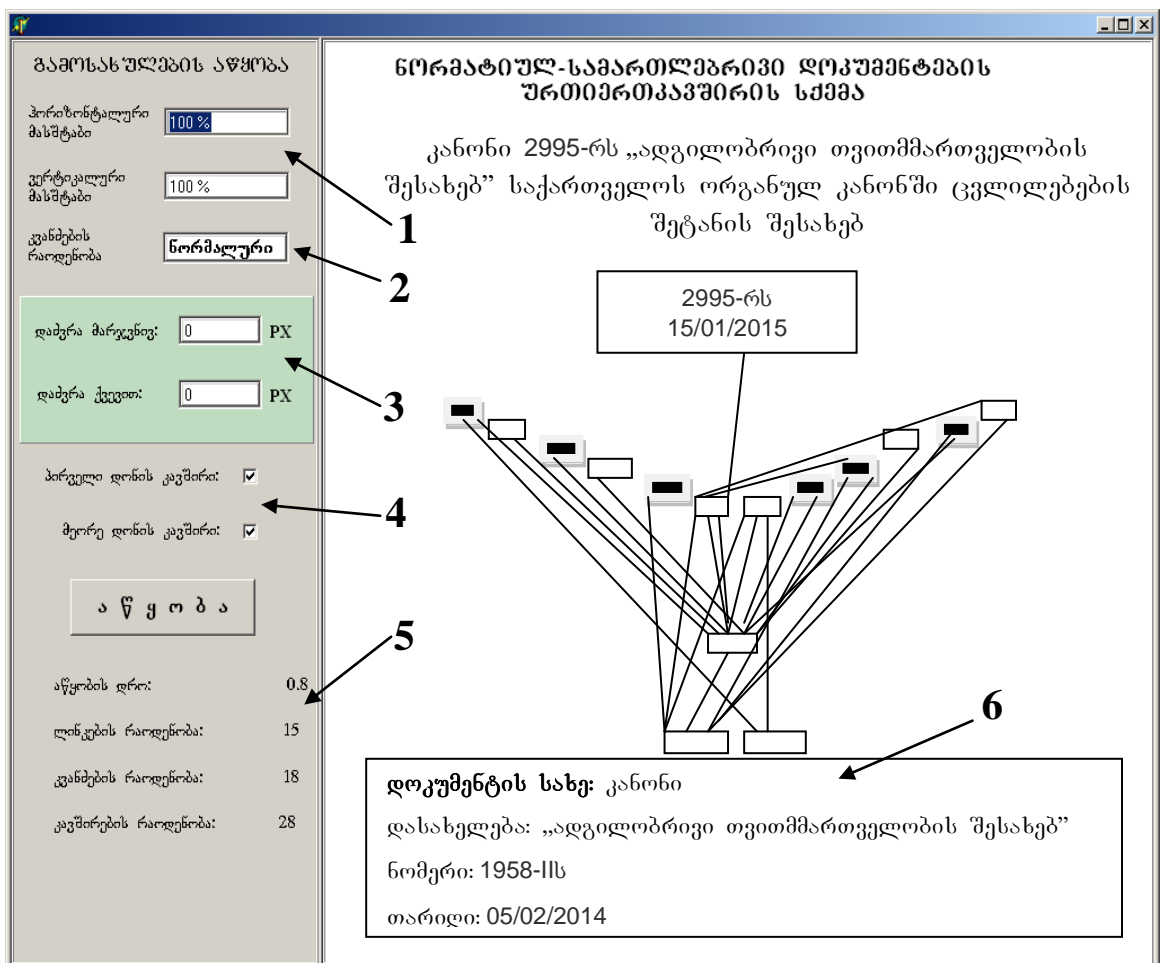 გამოსახულების აწყობა
ჰორიზონტალური
მასშტაბი
100 %
ვერტიკალური
მასშტაბი
100 %
კვანძების
რაოდენობა
ნორმალური
დაძვრა მარჯვნივ: 0 PX
დაძვრა ქვევით: 0 PX
პირველი დონის კავშირი:
მეორე დონის კავშირი:
ა წ ყ ო ბ ა
აწყობის დრო: 0.8
ლინკების რაოდენობა: 15
კვანძების რაოდენობა: 18
კავშირების რაოდენობა: 28
1
2
3
4
5
ნორმატიულ-სამართლებრივი დოკუმენტების
ურთიერთკავშირის სქემა
კანონი 2995-რს „ადგილობრივი თვითმმართველობის
შესახებ” საქართველოს ორგანულ კანონში ცვლილებების
შეტანის შესახებ
2995-რს
15/01/2015
6
დოკუმენტის სახე: კანონი
დასახელება: „ადგილობრივი თვითმმართველობის შესახებ”
ნომერი: 1958-IIს
თარიღი: 05/02/2014